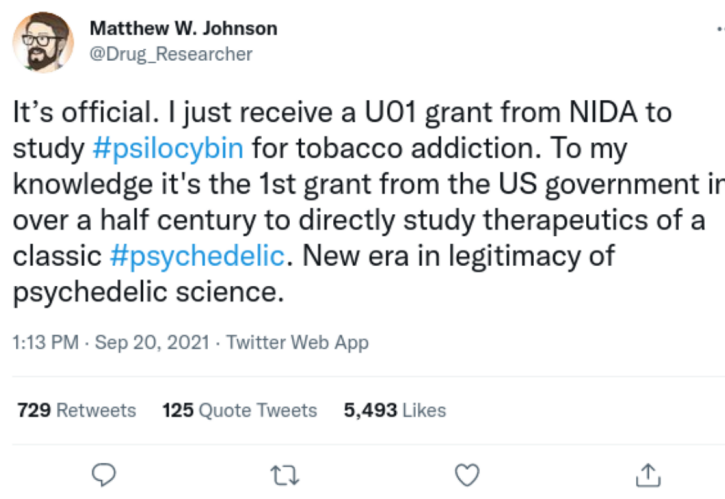 Matthew W. Johnson
@Drug_Researcher
It’s official. I just receive a U01 grant from NIDA to
study #psilocybin for tobacco addiction. To my
knowledge it's the 1st grant from the US government in
over a half century to directly study therapeutics of a
classic #psychedelic. New era in legitimacy of
psychedelic science.
1:13 PM · Sep 20, 2021 · Twitter Web App
729 Retweets 125 Quote Tweets 5,493 Likes